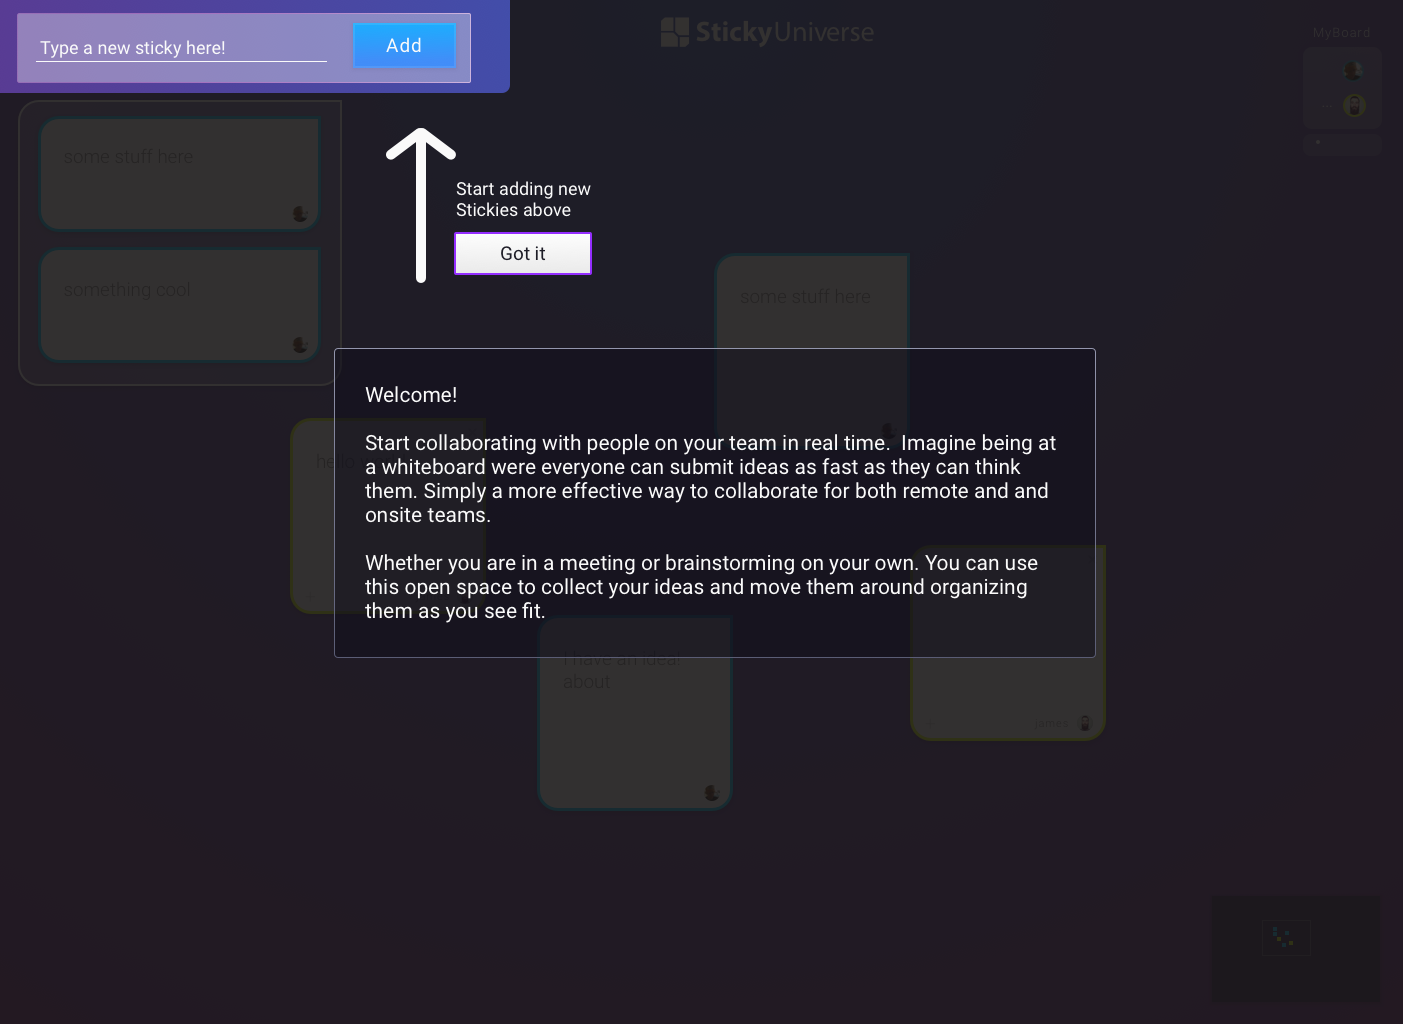 Type a new sticky here!
Add
StickyUniverse
MyBoard
some stuff here
something cool
Start adding new
Stickies above
Got it
some stuff here
Welcome!
Start collaborating with people on your team in real time.  Imagine being at
a whiteboard were everyone can submit ideas as fast as they can think
them. Simply a more effective way to collaborate for both remote and and
onsite teams.
Whether you are in a meeting or brainstorming on your own. You can use
this open space to collect your ideas and move them around organizing
them as you see fit.
hello
I have an idea!
about
james